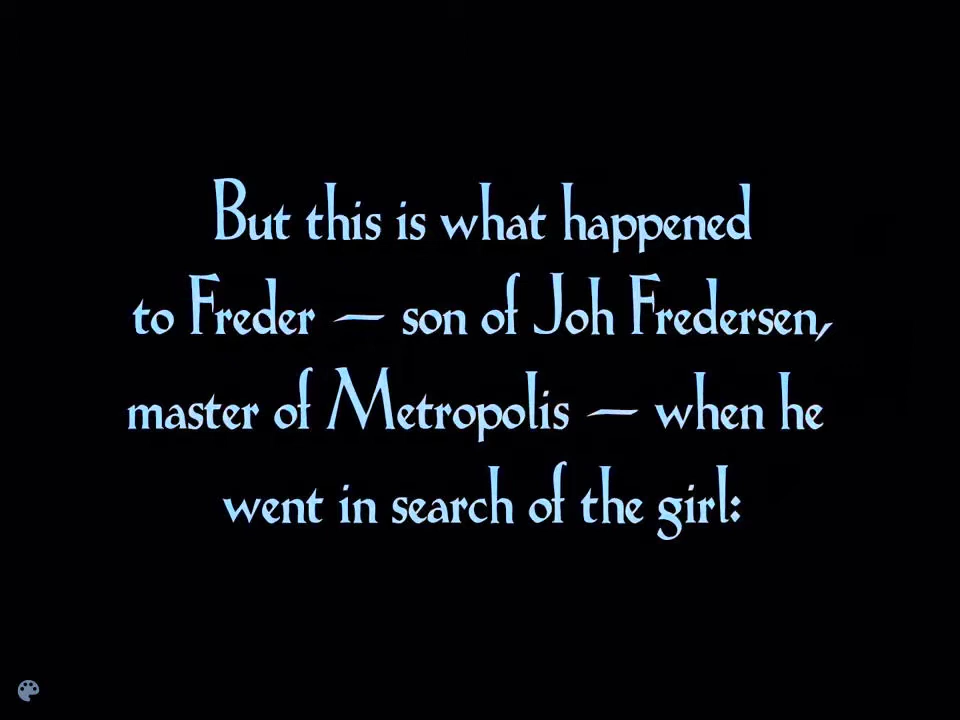 But this is what happened
to Freder — son of Joh Fredersen,
master of Metropolis — when he
went in search of the girl: